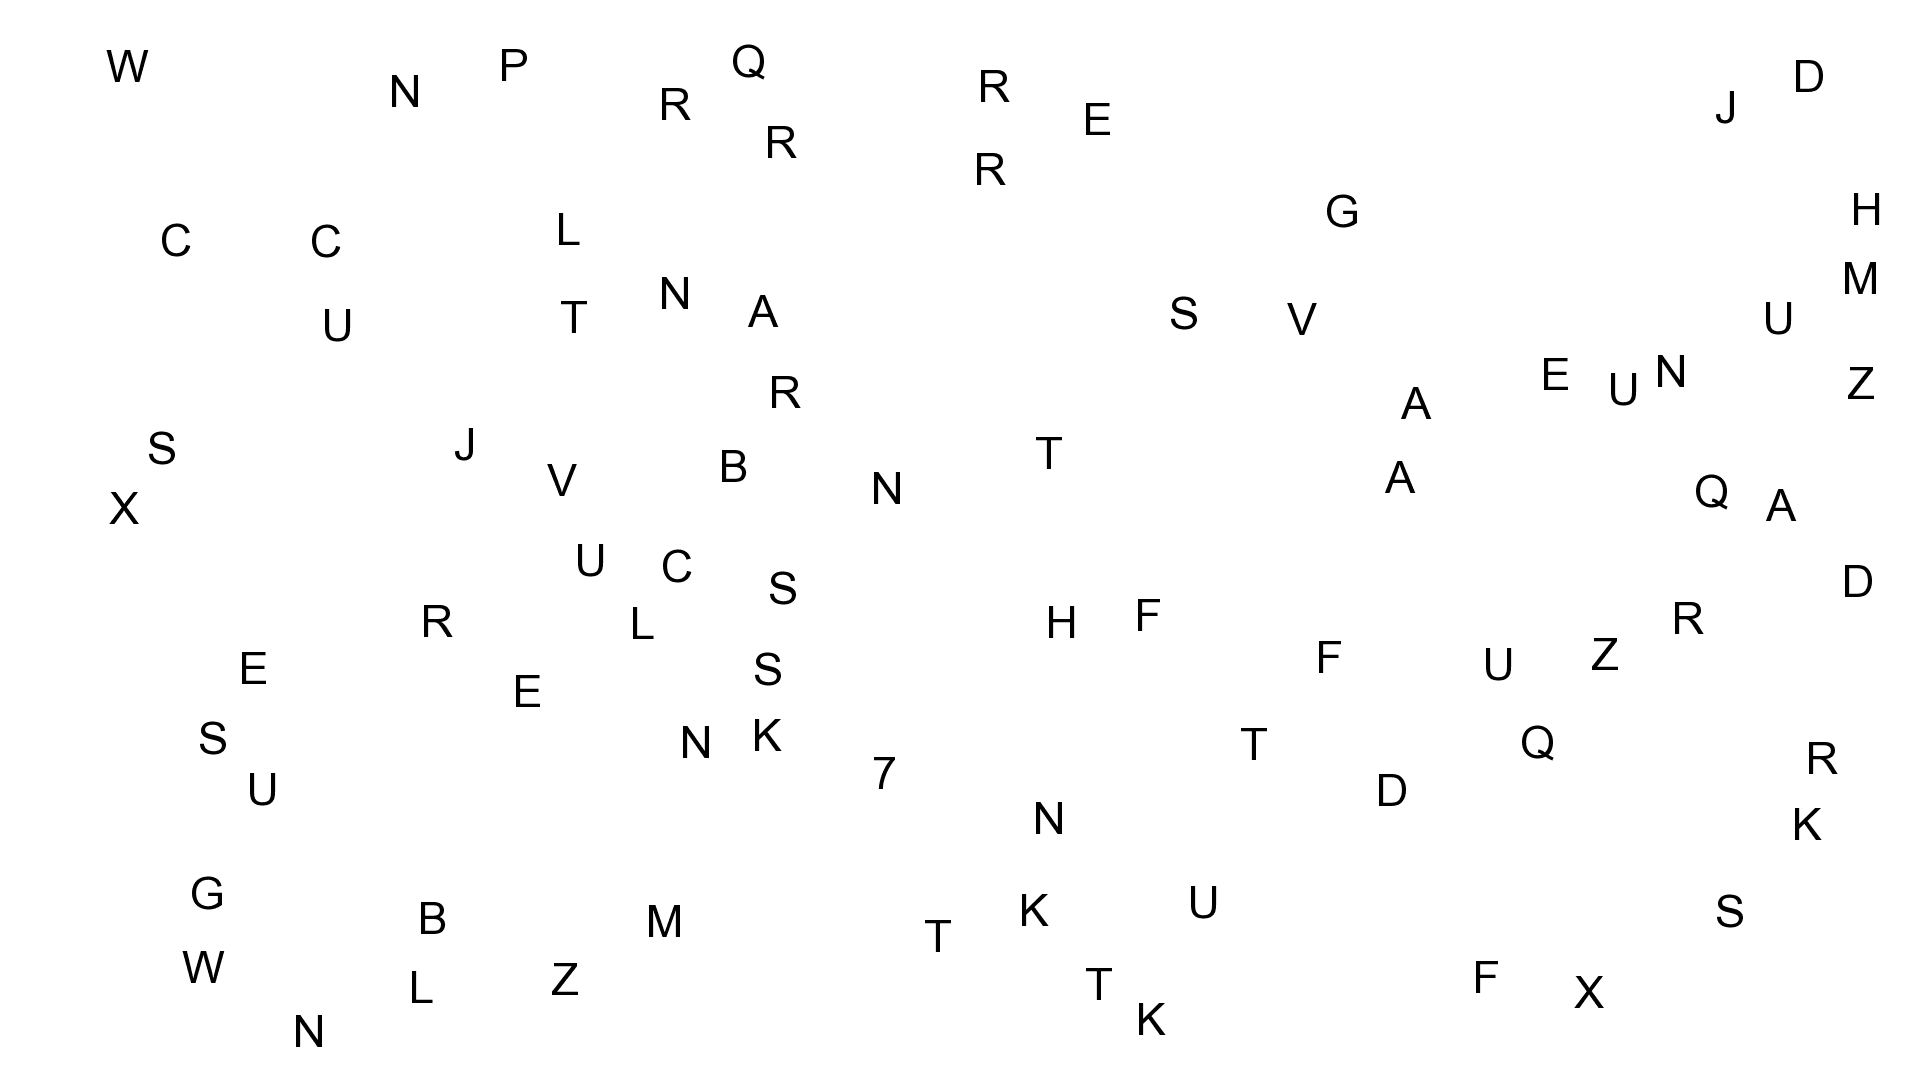 W N P R Q R R E J D
R
C C L G H
U T N A S V U M
R A E U N Z
S J V B N T A Q A
X
U C S D
R L H F R
E E S F U Z
S N K 7 T Q R
U N D K
G B M T K U S
W L Z T F X
N K